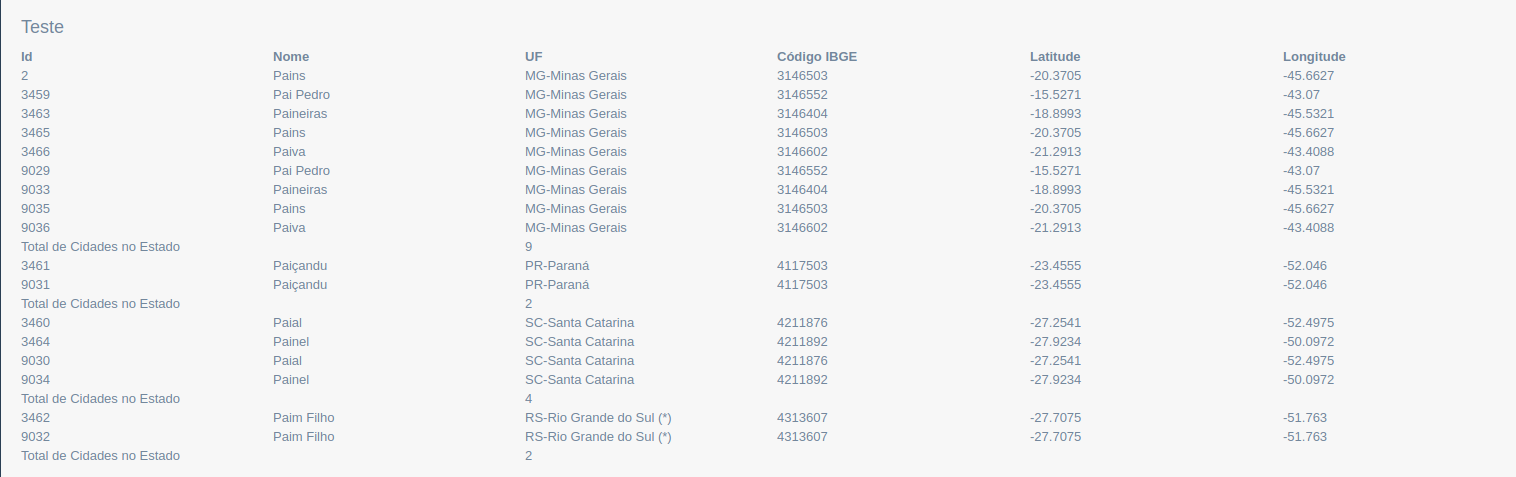 Teste
Id Nome UF Código IBGE Latitude Longitude
2 Pains MG-Minas Gerais 3146503 -20.3705 -45.6627
3459 Pai Pedro MG-Minas Gerais 3146552 -15.5271 -43.07
3463 Paineiras MG-Minas Gerais 3146404 -18.8993 -45.5321
3465 Pains MG-Minas Gerais 3146503 -20.3705 -45.6627
3466 Paiva MG-Minas Gerais 3146602 -21.2913 -43.4088
9029 Pai Pedro MG-Minas Gerais 3146552 -15.5271 -43.07
9033 Paineiras MG-Minas Gerais 3146404 -18.8993 -45.5321
9035 Pains MG-Minas Gerais 3146503 -20.3705 -45.6627
9036 Paiva MG-Minas Gerais 3146602 -21.2913 -43.4088
Total de Cidades no Estado 9
3461 Paiçandu PR-Paraná 4117503 -23.4555 -52.046
9031 Paiçandu PR-Paraná 4117503 -23.4555 -52.046
Total de Cidades no Estado 2
3460 Paial SC-Santa Catarina 4211876 -27.2541 -52.4975
3464 Painel SC-Santa Catarina 4211892 -27.9234 -50.0972
9030 Paial SC-Santa Catarina 4211876 -27.2541 -52.4975
9034 Painel SC-Santa Catarina 4211892 -27.9234 -50.0972
Total de Cidades no Estado 4
3462 Paim Filho RS-Rio Grande do Sul (*) 4313607 -27.7075 -51.763
9032 Paim Filho RS-Rio Grande do Sul (*) 4313607 -27.7075 -51.763
Total de Cidades no Estado 2